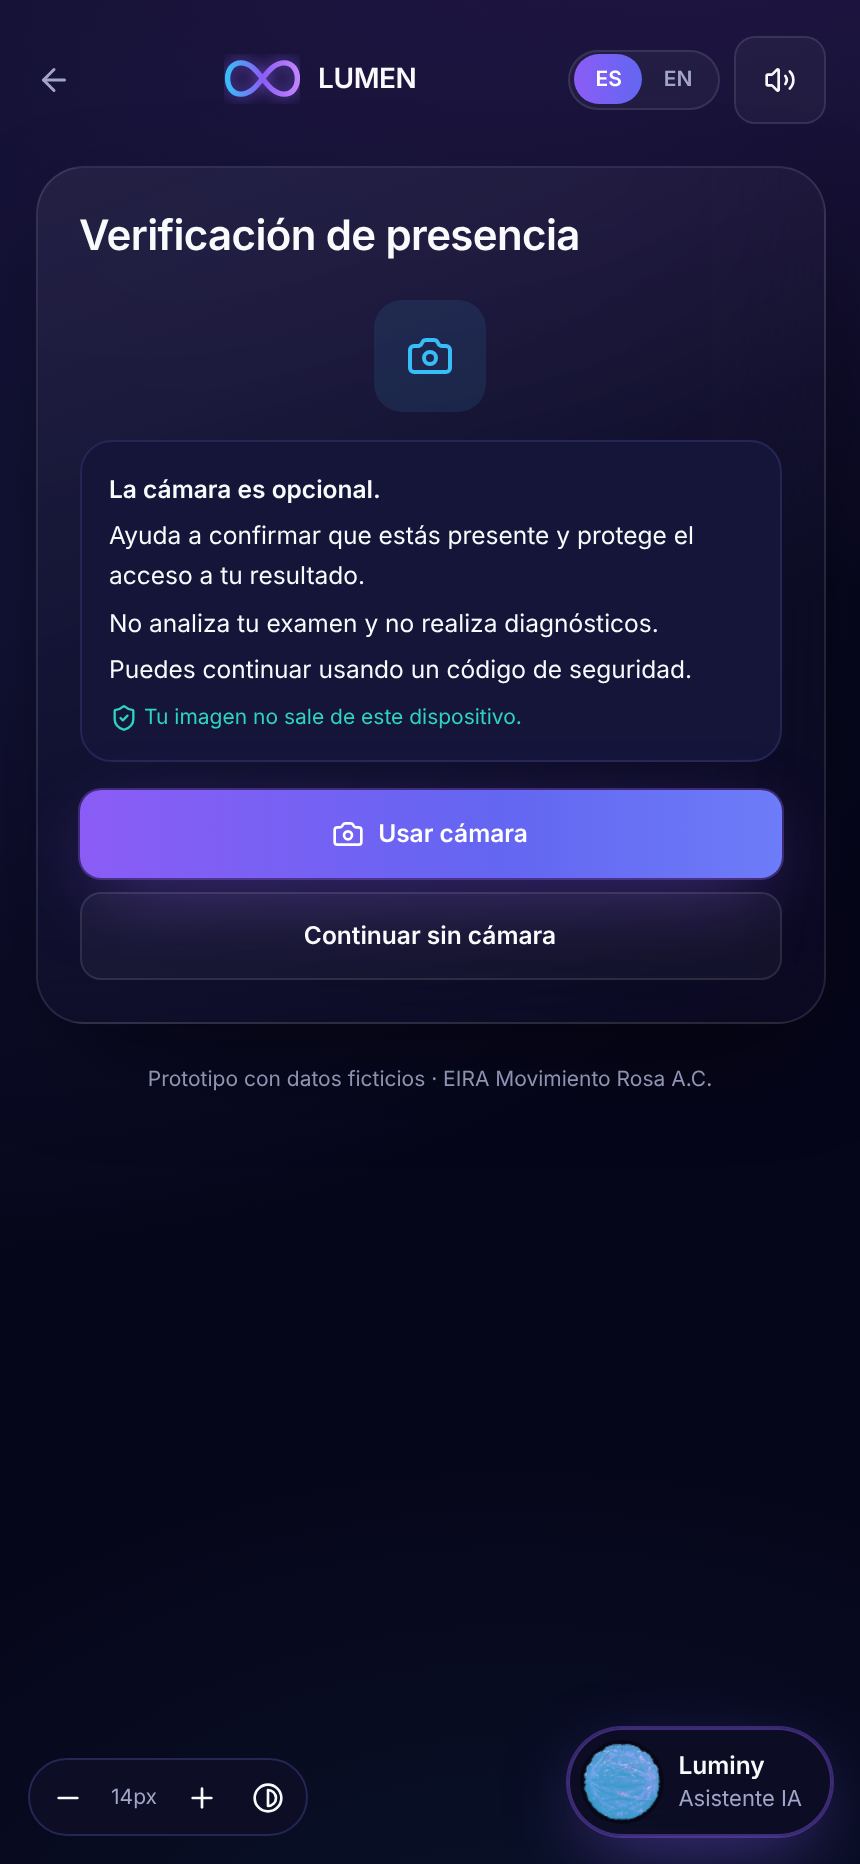 LUMEN
ES
EN
Verificación de presencia
La cámara es opcional.
Ayuda a confirmar que estás presente y protege el
acceso a tu resultado.
No analiza tu examen y no realiza diagnósticos.
Puedes continuar usando un código de seguridad.
Tu imagen no sale de este dispositivo.
Usar cámara
Continuar sin cámara
Prototipo con datos ficticios · EIRA Movimiento Rosa A.C.
14px
Luminy
Asistente IA